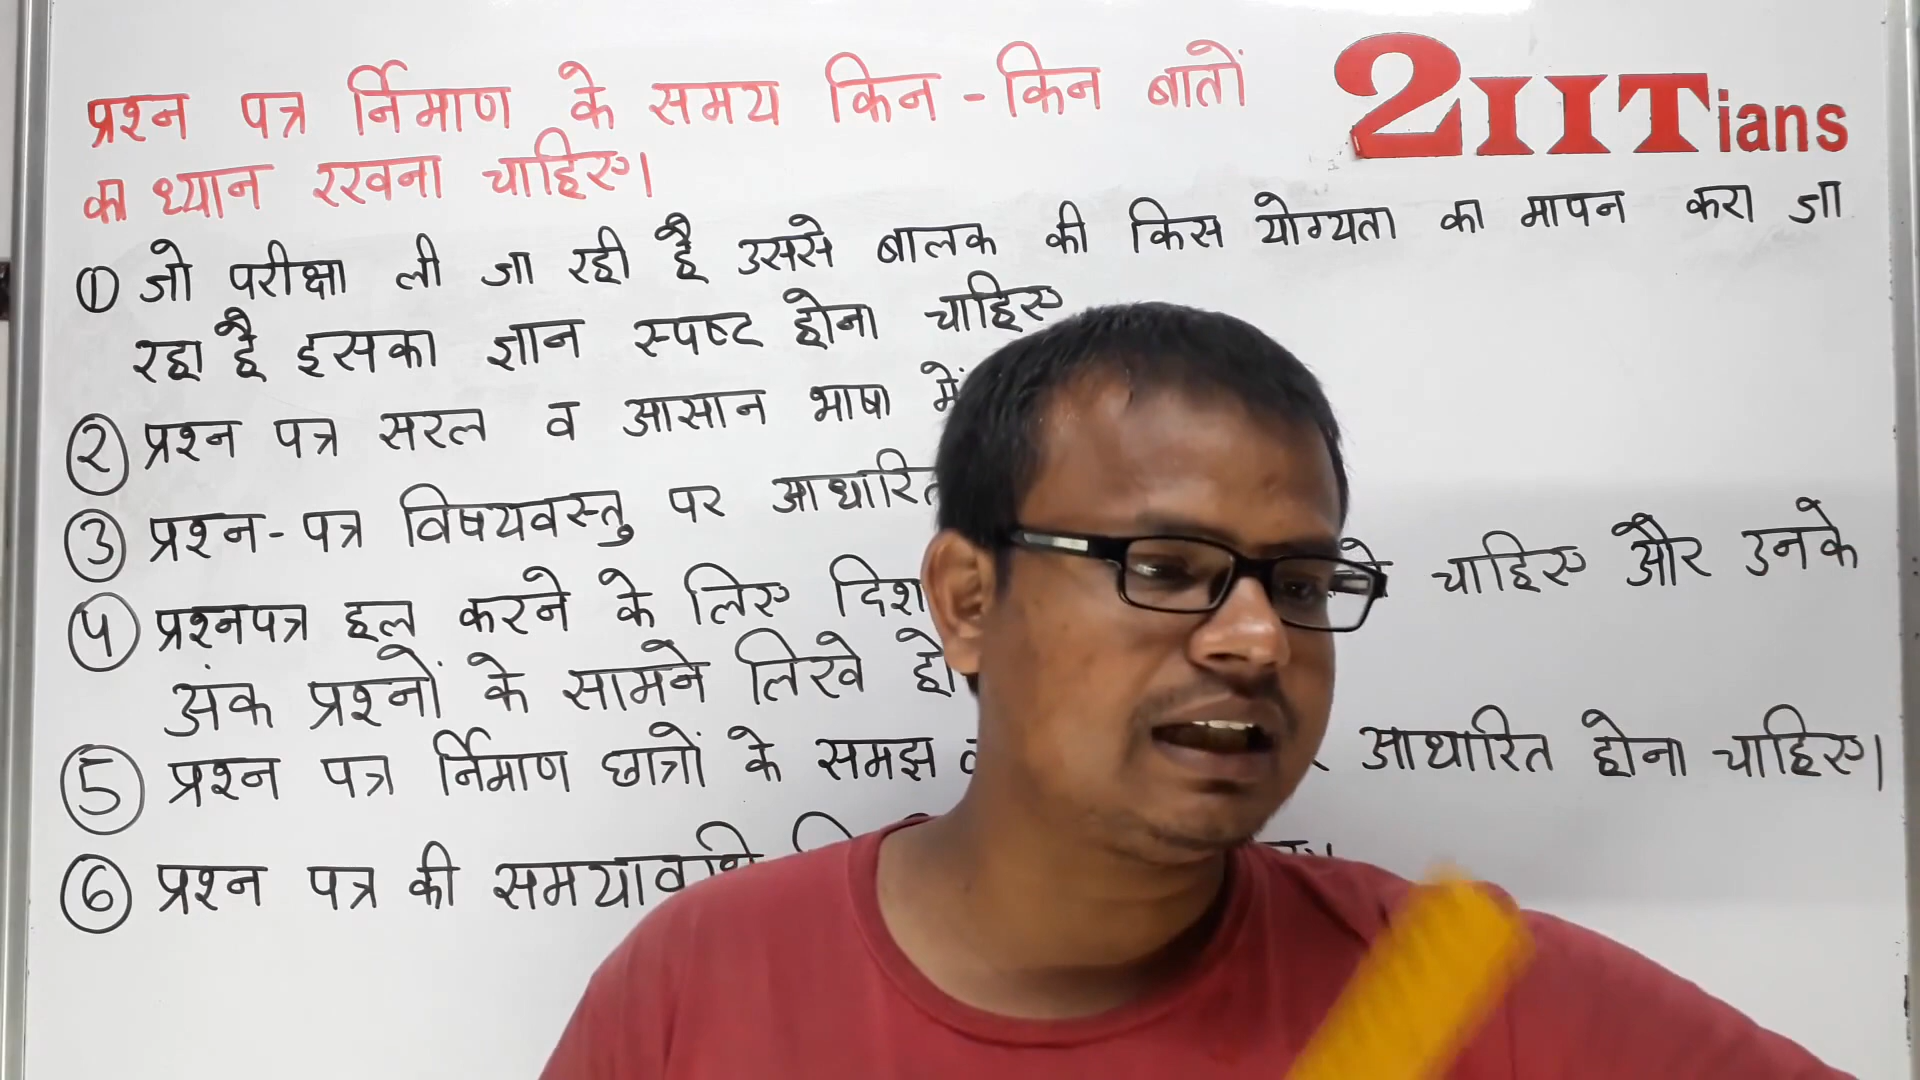 प्रश्न पत्र र्निमाण के समय किन - किन बातों
2IITians
का ध्यान रखना चाहिए।
① जो परीक्षा ली जा रही है उससे बालक की किस योग्यता का मापन करा जा
रहा है इसका ज्ञान स्पष्ट होना चाहिए
② प्रश्न पत्र सरल व आसान भाषा में
③ प्रश्न - पत्र विषयवस्तु पर आधारित
④ प्रश्नपत्र हल करने के लिए चाहिए और उनके
अंक प्रश्नों के सामने लिखे
⑤ प्रश्न पत्र र्निमाण छात्रों के समझ आधारित होना चाहिए।
⑥ प्रश्न पत्र की